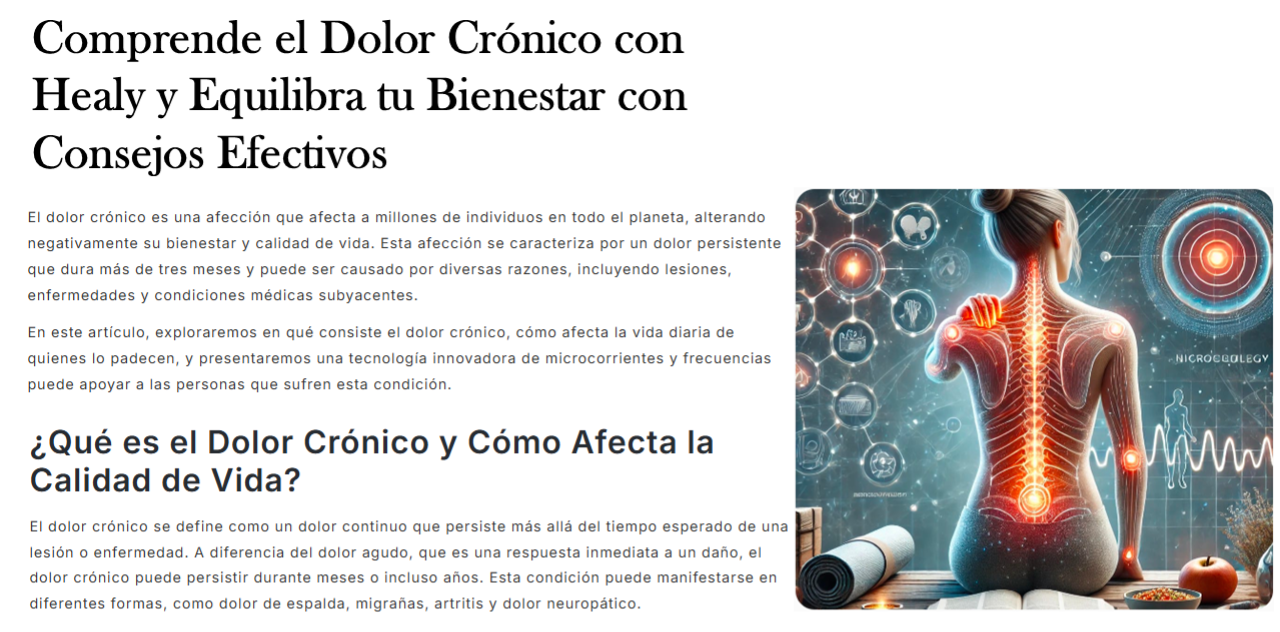 Comprende el Dolor Crónico con
Healy y Equilibra tu Bienestar con
Consejos Efectivos
El dolor crónico es una afección que afecta a millones de individuos en todo el planeta, alterando
negativamente su bienestar y calidad de vida. Esta afección se caracteriza por un dolor persistente
que dura más de tres meses y puede ser causado por diversas razones, incluyendo lesiones,
enfermedades y condiciones médicas subyacentes.
En este artículo, exploraremos en qué consiste el dolor crónico, cómo afecta la vida diaria de
quienes lo padecen, y presentaremos una tecnología innovadora de microcorrientes y frecuencias
puede apoyar a las personas que sufren esta condición.
¿Qué es el Dolor Crónico y Cómo Afecta la
Calidad de Vida?
El dolor crónico se define como un dolor continuo que persiste más allá del tiempo esperado de una
lesión o enfermedad. A diferencia del dolor agudo, que es una respuesta inmediata a un daño, el
dolor crónico puede persistir durante meses o incluso años. Esta condición puede manifestarse en
diferentes formas, como dolor de espalda, migrañas, artritis y dolor neuropático.